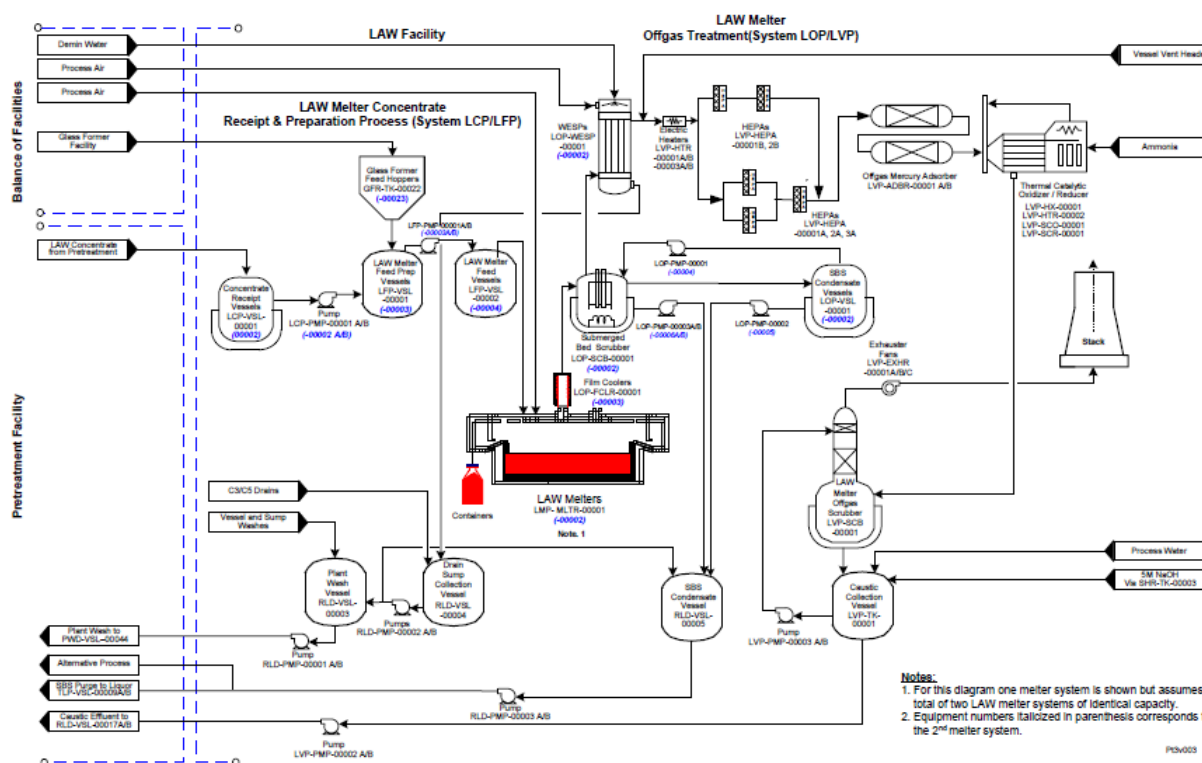 LAW Facility
LAW Melter
Offgas Treatment(System LOP/LVP)
Balance of Facilities
Demin Water
Process Air
Process Air
Glass Former
Facility
Vessel Vent Heade
Ammonia
LAW Melter Concentrate
Receipt & Preparation Process (System LCP/LFP)
Glass Former
Feed Hoppers
GFR-TK-00022
(-00023)
WESPs
LOP-WESP
-00001
(-00002)
Electric
Heaters
LVP-HTR
-00001A/B
-00003A/B
HEPAs
LVP-HEPA
-00001B, 2B
HEPAs
LVP-HEPA
-00001A, 2A, 3A
Offgas Mercury Adsorber
LVP-ADBR-00001 A/B
Thermal Catalytic
Oxidizer / Reducer
LVP-HX-00001
LVP-HTR-00002
LVP-SCO-00001
LVP-SCR-00001
Pretreatment Facility
LAW Concentrate
from Pretreatment
Concentrate
Receipt
Vessels
LCP-VSL-
00001
(00002)
Pump
LCP-PMP-00001 A/B
(-00002 A/B)
LFP-PMP-00001A/B
(-00003A/B)
LAW Melter
Feed Prep
Vessels
LFP-VSL
-00001
(-00003)
LAW Melter
Feed
Vessels
LFP-VSL
-00002
(-00004)
LOP-PMP-00001
(-00004)
SBS
Condensate
Vessels
LOP-VSL
-00001
(-00002)
LOP-PMP-00003A/B
(-00006A/B)
LOP-PMP-00002
(-00005)
Submerged
Bed Scrubber
LOP-SCB-00001
(-00002)
Film Coolers
LOP-FCLR-00001
(-00003)
Exhauster
Fans
LVP-EXHR
-00001A/B/C
Stack
Containers
LAW Melters
LMP- MLTR-00001
(-00002)
Note. 1
LAW
Melter
Offgas
Scrubber
LVP-SCB
-00001
C3/C5 Drains
Vessel and Sump
Washes
Plant
Wash
Vessel
RLD-VSL-
00003
Drain
Sump
Collection
Vessel
RLD-VSL
-00004
Pumps
RLD-PMP-00002 A/B
Pump
RLD-PMP-00001 A/B
SBS
Condensate
Vessel
RLD-VSL-
00005
Caustic
Collection
Vessel
LVP-TK-
00001
Pump
LVP-PMP-00003 A/B
Process Water
5M NaOH
Via SHR-TK-00003
Plant Wash to
PWD-VSL-00044
Alternative Process
SBS Purge to Liquor
TLP-VSL-00009A/B
Caustic Effluent to
RLD-VSL-00017A/B
Pump
RLD-PMP-00003 A/B
Pump
LVP-PMP-00002 A/B
Notes:
1. For this diagram one melter system is shown but assumes
total of two LAW melter systems of identical capacity.
2. Equipment numbers italicized in parenthesis corresponds
the 2nd melter system.